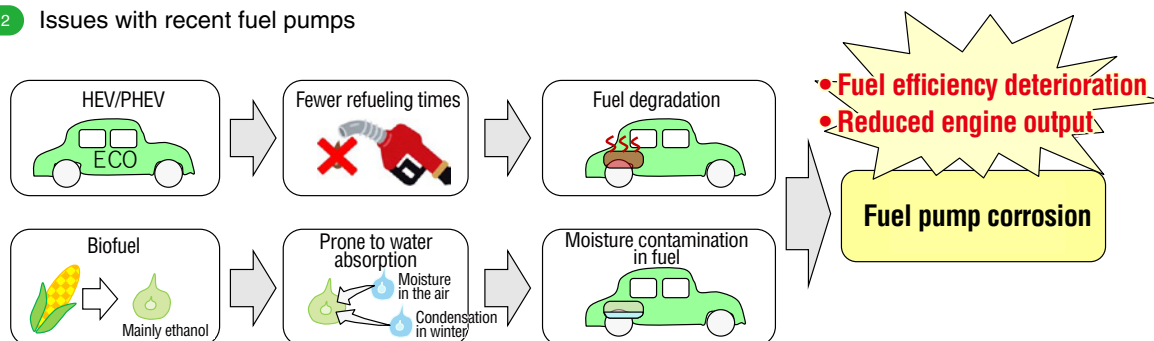 2 Issues with recent fuel pumps
HEV/PHEV
ECO
Fewer refueling times
Fuel degradation
• Fuel efficiency deterioration
• Reduced engine output
Fuel pump corrosion
Biofuel
Mainly ethanol
Prone to water
absorption
Moisture
in the air
Condensation
in winter
Moisture contamination
in fuel